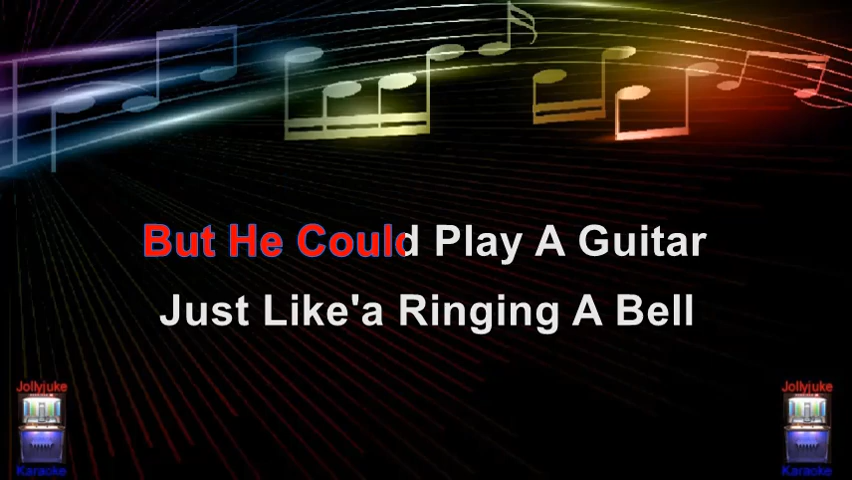 But He Could Play A Guitar
Just Like'a Ringing A Bell
Jollyjuke
Karaoke
Jollyjuke
Karaoke